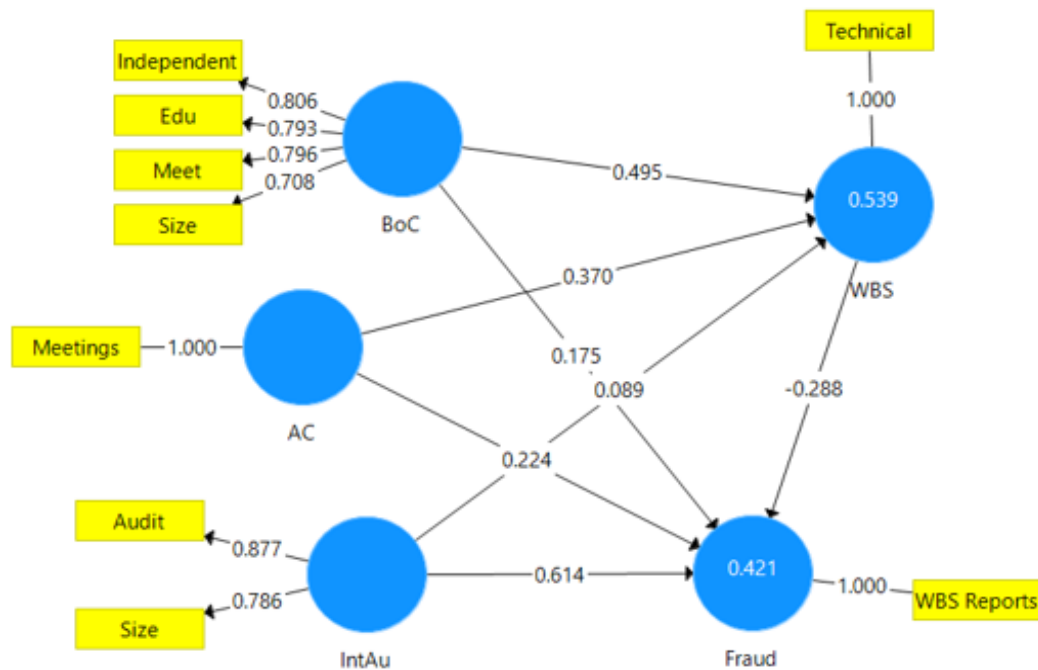 Technical
Independent
0.806
1.000
Edu
0.793
Meet
0.796
0.708
0.495
0.539
Size
BoC
WBS
0.370
Meetings
1.000
0.175
0.089
-0.288
AC
0.224
Audit
0.877
0.614
0.421
1.000
WBS Reports
0.786
Size
IntAu
Fraud